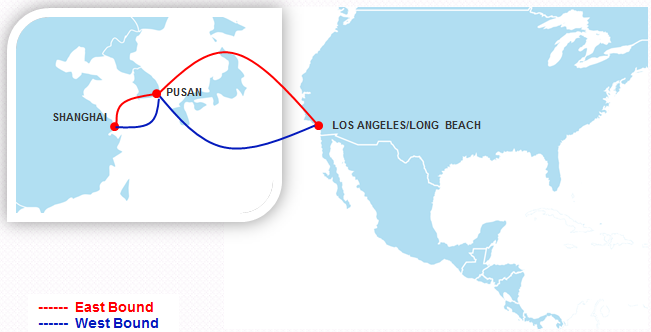 PUSAN
SHANGHAI
LOS ANGELES/LONG BEACH
------ East Bound
------ West Bound